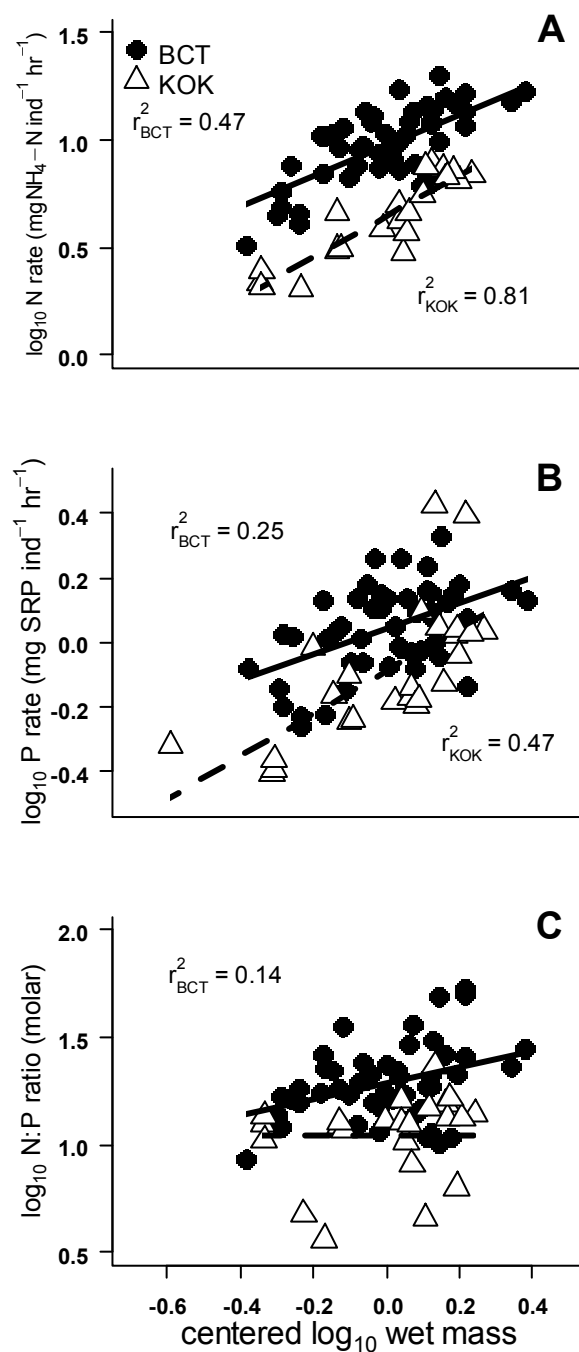 A
BCT
KOK
r²BCT = 0.47
r²KOK = 0.81
log₁₀ N rate (mg NH₄−N ind⁻¹ hr⁻¹)
1.5
1.0
0.5
0.0
B
r²BCT = 0.25
r²KOK = 0.47
log₁₀ P rate (mg SRP ind⁻¹ hr⁻¹)
0.4
0.2
0.0
-0.2
-0.4
C
r²BCT = 0.14
log₁₀ N:P ratio (molar)
2.0
1.5
1.0
0.5
-0.6 -0.4 -0.2 0.0 0.2 0.4
centered log₁₀ wet mass